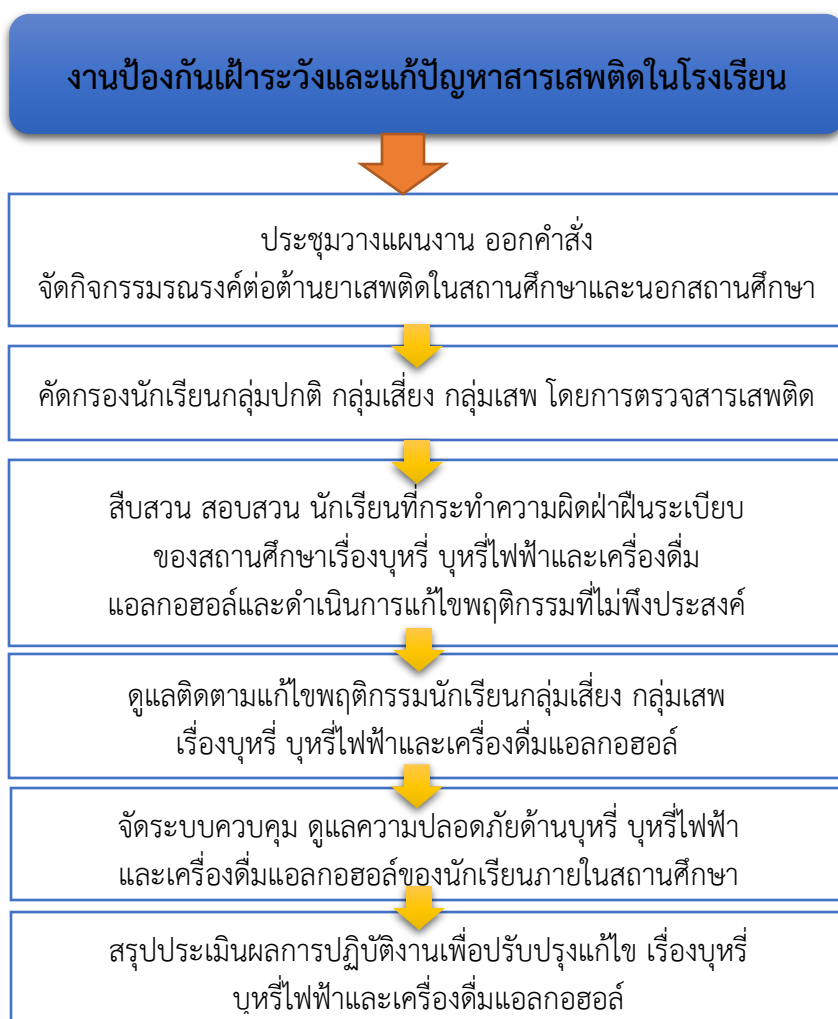 งานป้องกันเฝ้าระวังและแก้ปัญหาสารเสพติดในโรงเรียน
ประชุมวางแผนงาน ออกคำสั่ง
จัดกิจกรรมรณรงค์ต่อต้านยาเสพติดในสถานศึกษาและนอกสถานศึกษา
คัดกรองนักเรียนกลุ่มปกติ กลุ่มเสี่ยง กลุ่มเสพ โดยการตรวจสารเสพติด
สืบสวน สอบสวน นักเรียนที่กระทำความผิดฝ่าฝืนระเบียบ
ของสถานศึกษาเรื่องบุหรี่ บุหรี่ไฟฟ้าและเครื่องดื่ม
แอลกอฮอล์และดำเนินการแก้ไขพฤติกรรมที่ไม่พึงประสงค์
ดูแลติดตามแก้ไขพฤติกรรมนักเรียนกลุ่มเสี่ยง กลุ่มเสพ
เรื่องบุหรี่ บุหรี่ไฟฟ้าและเครื่องดื่มแอลกอฮอล์
จัดระบบควบคุม ดูแลความปลอดภัยด้านบุหรี่ บุหรี่ไฟฟ้า
และเครื่องดื่มแอลกอฮอล์ของนักเรียนภายในสถานศึกษา
สรุปประเมินผลการปฏิบัติงานเพื่อปรับปรุงแก้ไข เรื่องบุหรี่
บุหรี่ไฟฟ้าและเครื่องดื่มแอลกอฮอล์